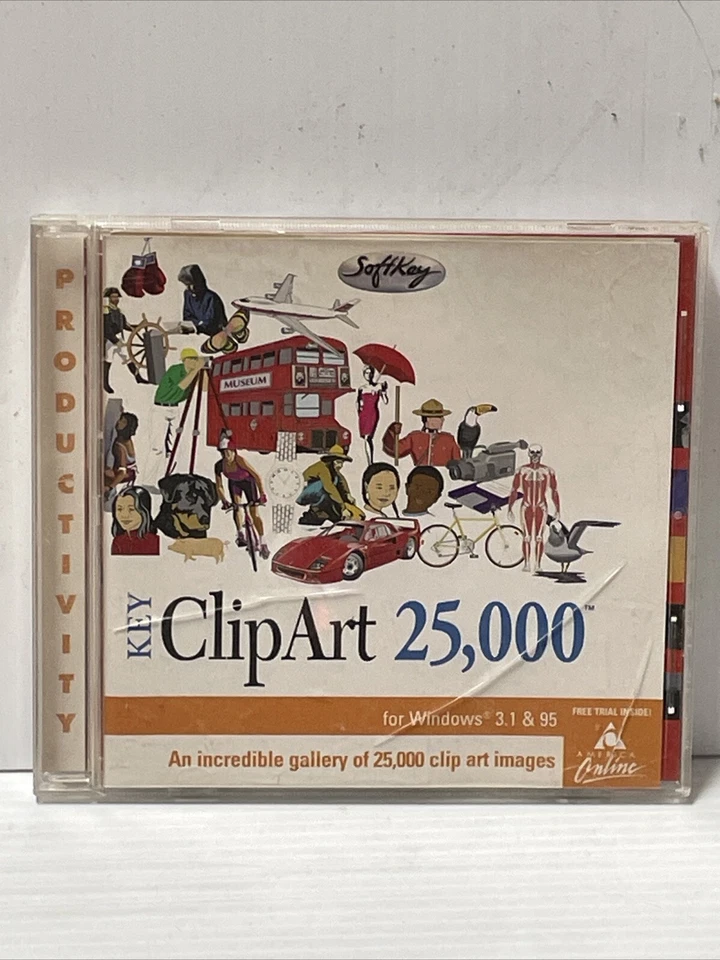 PRODUCTIVITY
SoftKey
MUSEUM
KEY ClipArt 25,000™
for Windows® 3.1 & 95
An incredible gallery of 25,000 clip art images
FREE TRIAL INSIDE!
AMERICA
Online